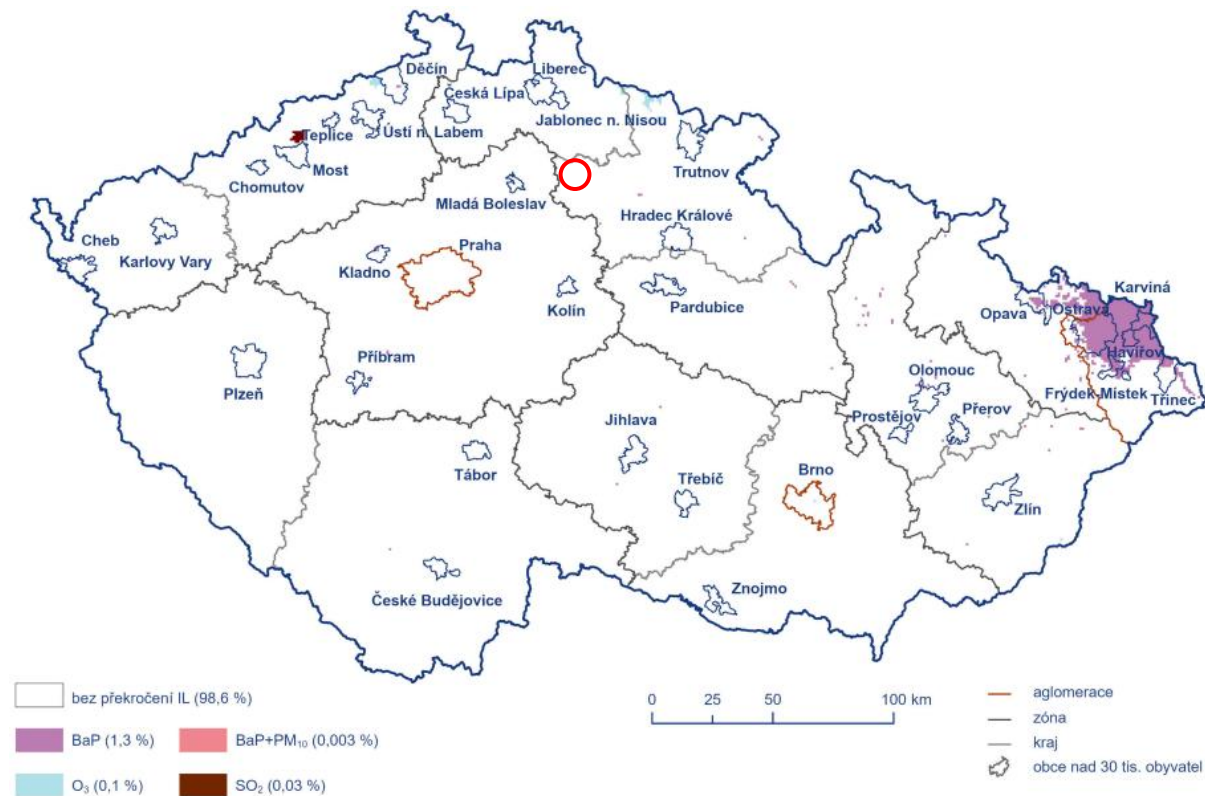 Děčín
Liberec
Česká Lípa
Jablonec n. Nisou
Teplice
Ústí n. Labem
Most
Chomutov
Trutnov
Mladá Boleslav
Hradec Králové
Cheb
Karlovy Vary
Praha
Kladno
Kolín
Pardubice
Karviná
Opava
Ostrava
Havířov
Příbram
Plzeň
Olomouc
Frýdek-Místek
Třinec
Prostějov
Přerov
Jihlava
Tábor
Třebíč
Brno
Zlín
České Budějovice
Znojmo
bez překročení IL (98,6 %)
BaP (1,3 %)
BaP+PM₁₀ (0,003 %)
O₃ (0,1 %)
SO₂ (0,03 %)
0 25 50 100 km
aglomerace
zóna
kraj
obce nad 30 tis. obyvatel